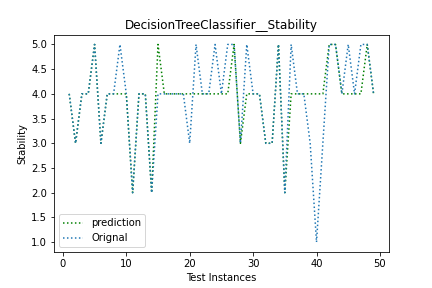 DecisionTreeClassifier__Stability
5.0
4.5
4.0
3.5
3.0
2.5
2.0
1.5
1.0
Stability
prediction
Orignal
0 10 20 30 40 50
Test Instances